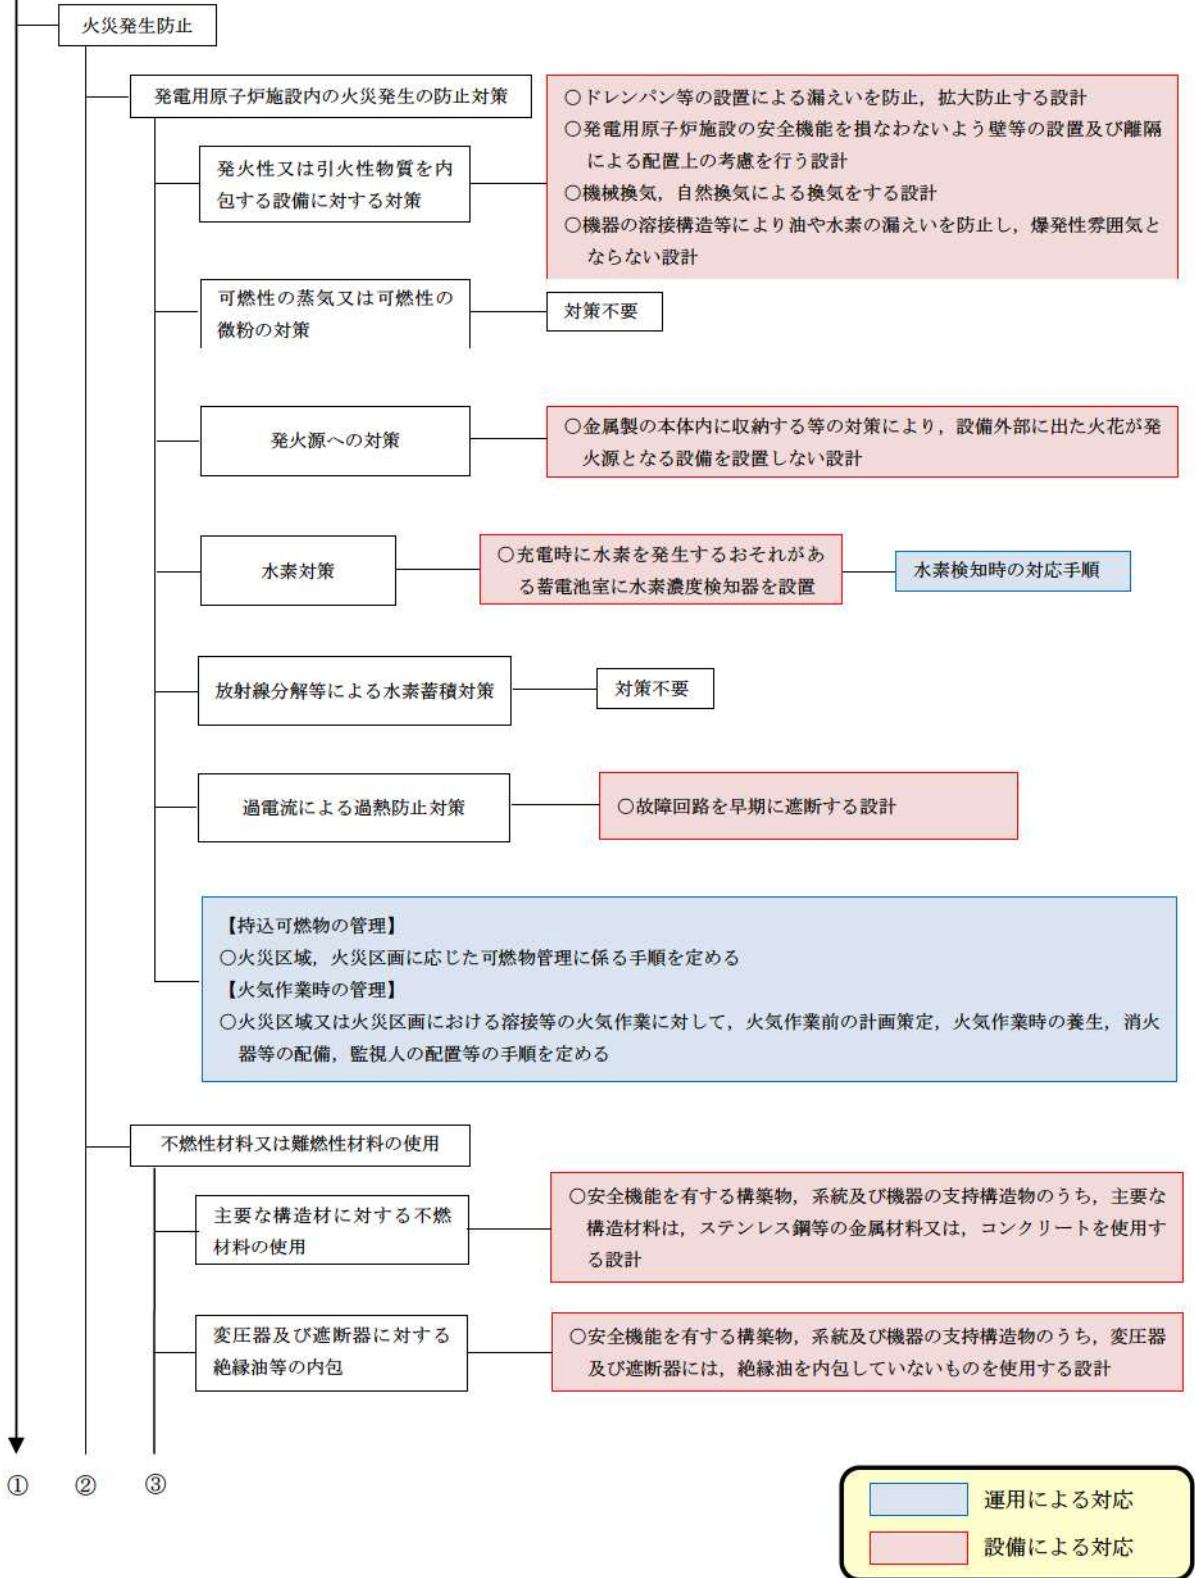 火災発生防止
発電用原子炉施設内の火災発生の防止対策
発火性又は引火性物質を内
包する設備に対する対策
○ドレンパン等の設置による漏えいを防止，拡大防止する設計
○発電用原子炉施設の安全機能を損なわないよう壁等の設置及び離隔
による配置上の考慮を行う設計
○機械換気，自然換気による換気をする設計
○機器の溶接構造等により油や水素の漏えいを防止し，爆発性雰囲気と
ならない設計
可燃性の蒸気又は可燃性の
微粉の対策
対策不要
発火源への対策
○金属製の本体内に収納する等の対策により，設備外部に出た火花が発
火源となる設備を設置しない設計
水素対策
○充電時に水素を発生するおそれがあ
る蓄電池室に水素濃度検知器を設置
水素検知時の対応手順
放射線分解等による水素蓄積対策
対策不要
過電流による過熱防止対策
○故障回路を早期に遮断する設計
【持込可燃物の管理】
○火災区域，火災区画に応じた可燃物管理に係る手順を定める
【火気作業時の管理】
○火災区域又は火災区画における溶接等の火気作業に対して，火気作業前の計画策定，火気作業時の養生，消火
器等の配備，監視人の配置等の手順を定める
不燃性材料又は難燃性材料の使用
主要な構造材に対する不燃
材料の使用
○安全機能を有する構築物，系統及び機器の支持構造物のうち，主要な
構造材料は，ステンレス鋼等の金属材料又は，コンクリートを使用す
る設計
変圧器及び遮断器に対する
絶縁油等の内包
○安全機能を有する構築物，系統及び機器の支持構造物のうち，変圧器
及び遮断器には，絶縁油を内包していないものを使用する設計
① ② ③
運用による対応
設備による対応